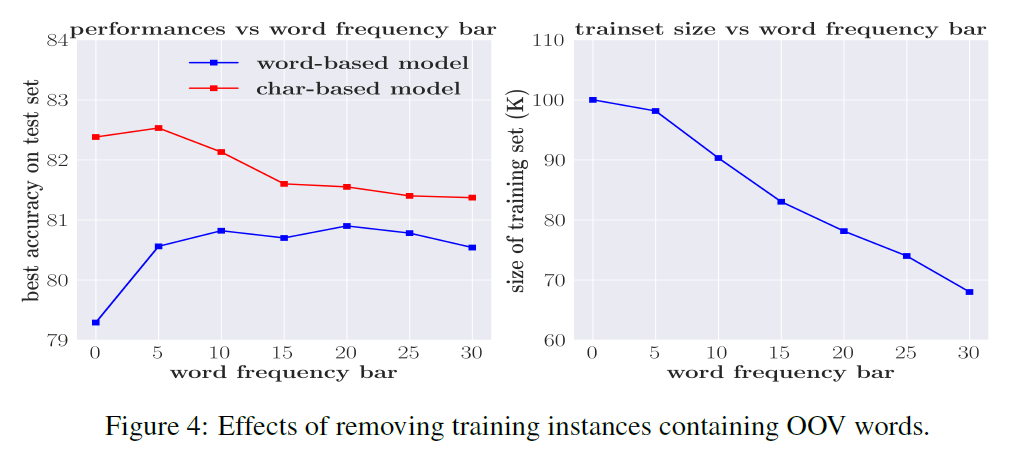 performances vs word frequency bar
84
83
82
81
80
79
best accuracy on test set
word-based model
char-based model
0 5 10 15 20 25 30
word frequency bar
trainset size vs word frequency bar
110
100
90
80
70
60
size of training set (K)
0 5 10 15 20 25 30
word frequency bar
Figure 4: Effects of removing training instances containing OOV words.